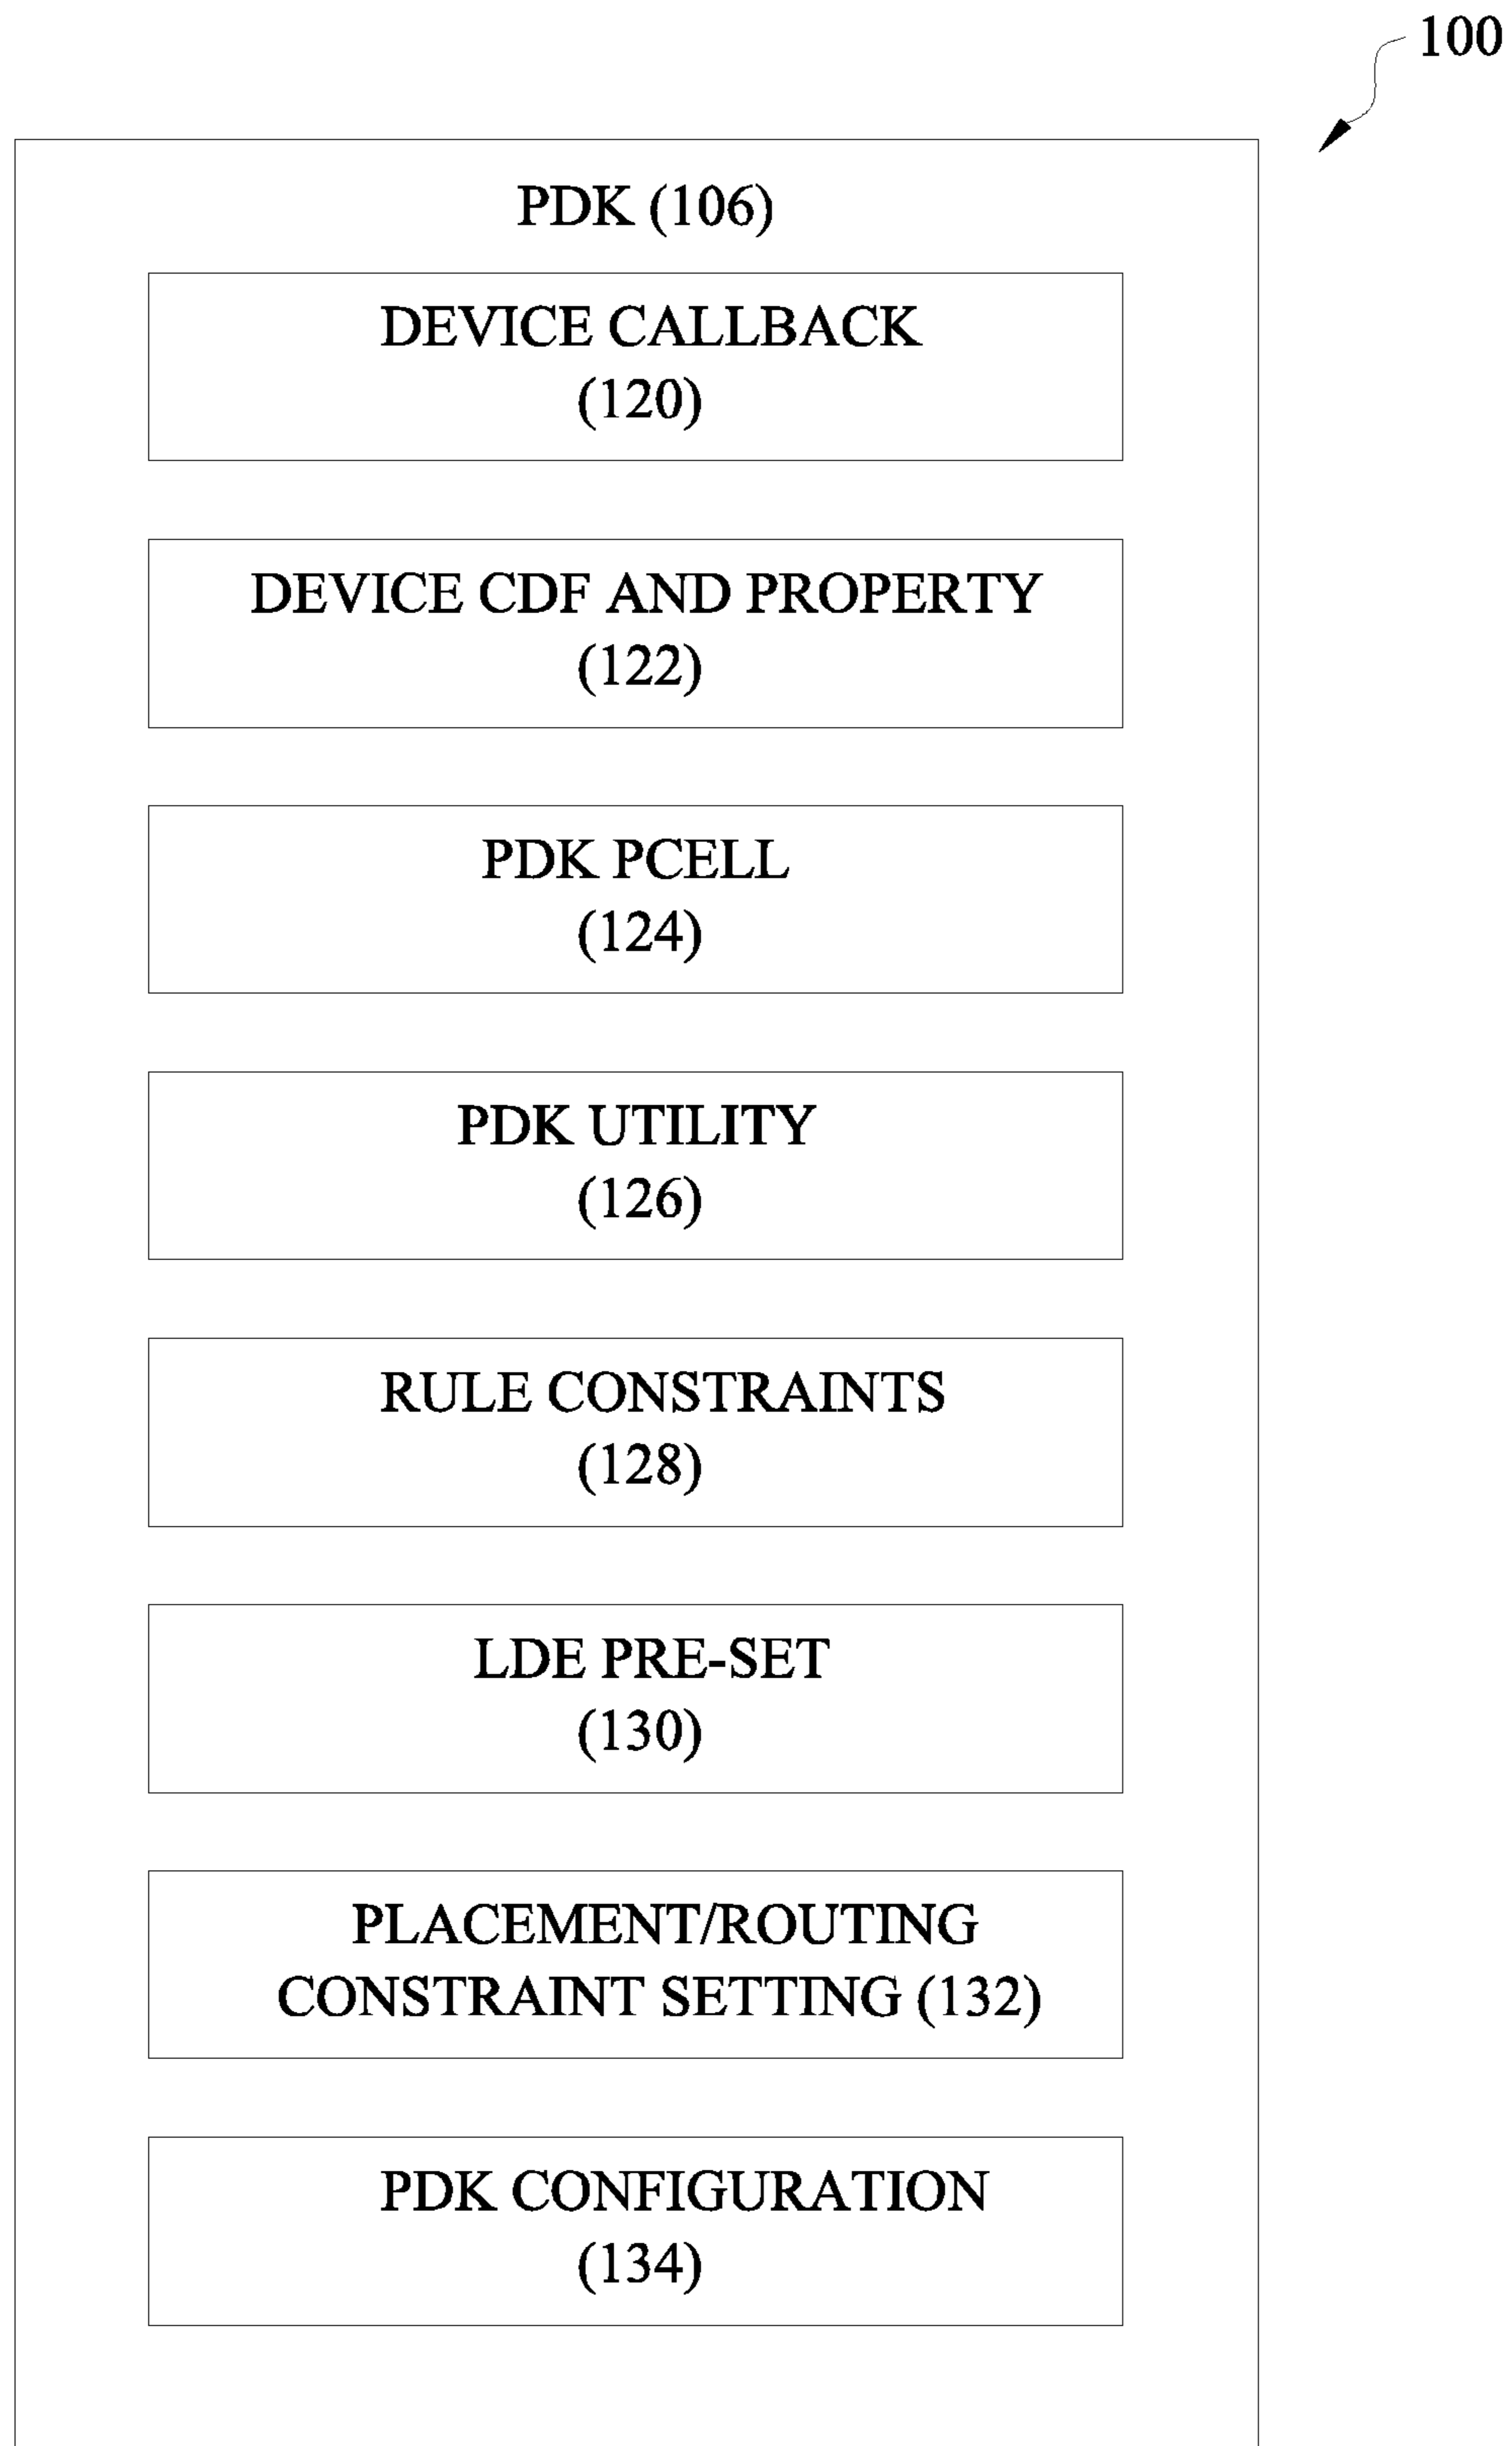 100
PDK (106)
DEVICE CALLBACK
(120)
DEVICE CDF AND PROPERTY
(122)
PDK PCELL
(124)
PDK UTILITY
(126)
RULE CONSTRAINTS
(128)
LDE PRE-SET
(130)
PLACEMENT/ROUTING
CONSTRAINT SETTING (132)
PDK CONFIGURATION
(134)